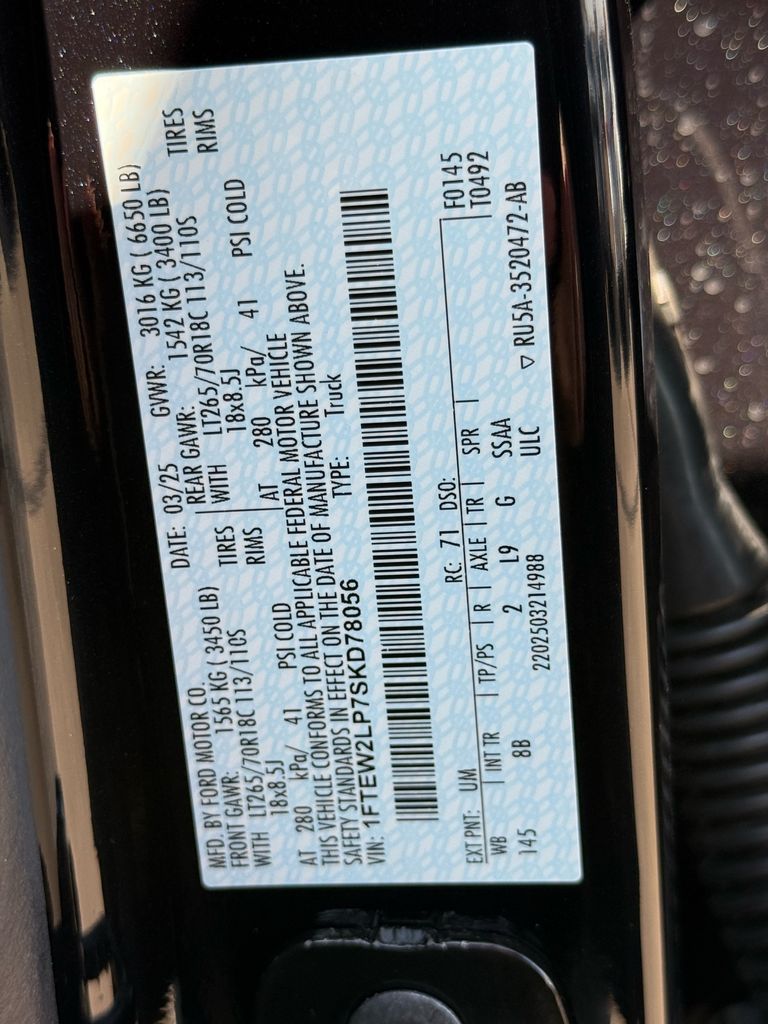 MFD. BY FORD MOTOR CO.
DATE: 03/25 GVWR: 3016 KG ( 6650 LB)
FRONT GAWR: 1565 KG ( 3450 LB)
REAR GAWR: 1542 KG ( 3400 LB)
WITH LT265/70R18C 113/110S TIRES
WITH LT265/70R18C 113/110S TIRES
18x8.5J RIMS
18x8.5J RIMS
AT 280 kPa/ 41 PSI COLD
AT 280 kPa/ 41 PSI COLD
THIS VEHICLE CONFORMS TO ALL APPLICABLE FEDERAL MOTOR VEHICLE
SAFETY STANDARDS IN EFFECT ON THE DATE OF MANUFACTURE SHOWN ABOVE.
VIN: 1FTEW2LP7SKD78056 TYPE: Truck
EXT PNT: UM RC: 71 DSO: F0145
WB INT TR TP/PS R AXLE TR SPR T0492
145 8B 2 L9 G SSAA
2202503214988 ULC ▽ RU5A-3520472-AB